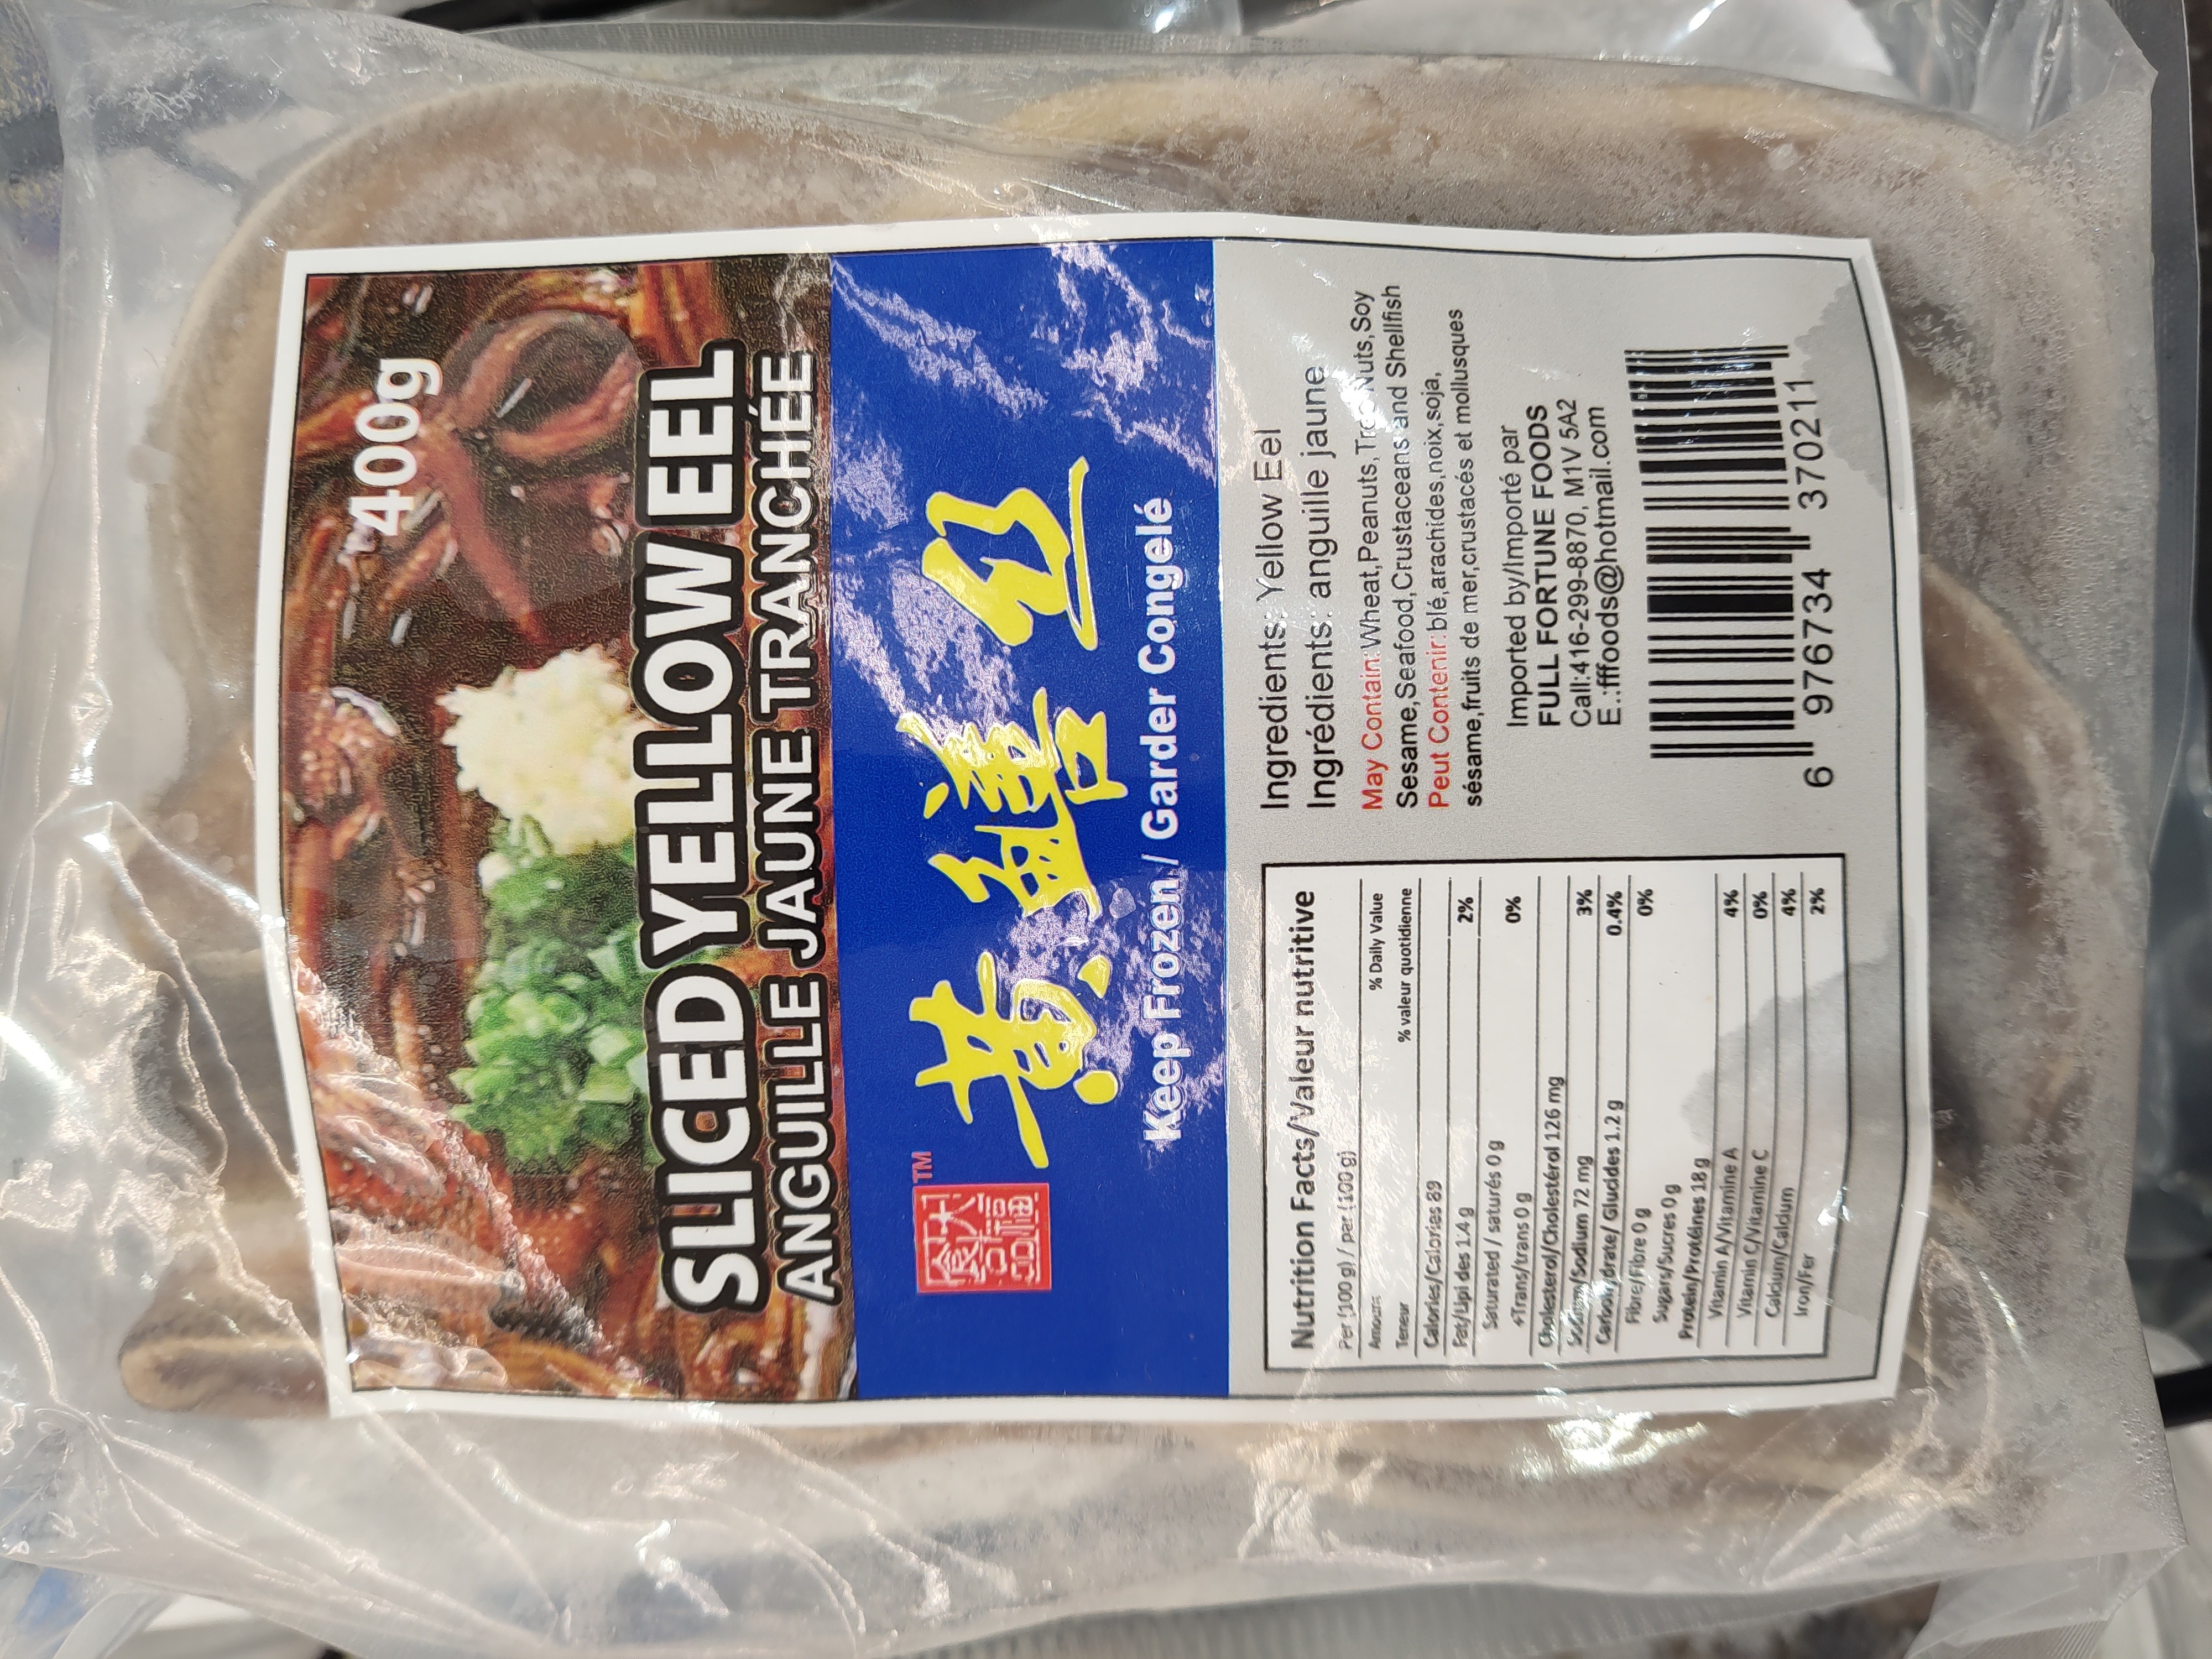 400g
SLICED YELLOW EEL
ANGUILLE JAUNE TRANCHÉE
TM
黄鳝红
Keep Frozen / Garder Congelé
Nutrition Facts/Valeur nutritive
Per (100 g) / per (100 g)
Amount % Daily Value
Teneur % valeur quotidienne
Calories/Calories 89
Fat/Lipi des 1.4 g 2%
Saturated / saturés 0 g
+Trans/trans 0 g 0%
Cholesterol/Cholestérol 126 mg
Sodium/Sodium 72 mg 3%
Carbohydrate/ Glucides 1.2 g 0.4%
Fibre/Fibre 0 g 0%
Sugars/Sucres 0 g
Protein/Protéines 18 g
Vitamin A/Vitamine A 4%
Vitamin C/Vitamine C 0%
Calcium/Calcium 4%
Iron/Fer 2%
Ingredients: Yellow Eel
Ingrédients: anguille jaune
May Contain: Wheat,Peanuts,Tree Nuts,Soy
Sesame,Seafood,Crustaceans and Shellfish
Peut Contenir: blé,arachides,noix,soja,
sésame,fruits de mer,crustacés et mollusques
Imported by/Importé par
FULL FORTUNE FOODS
Call:416-299-8870, M1V 5A2
E.:fffoods@hotmail.com
6 976734 370211